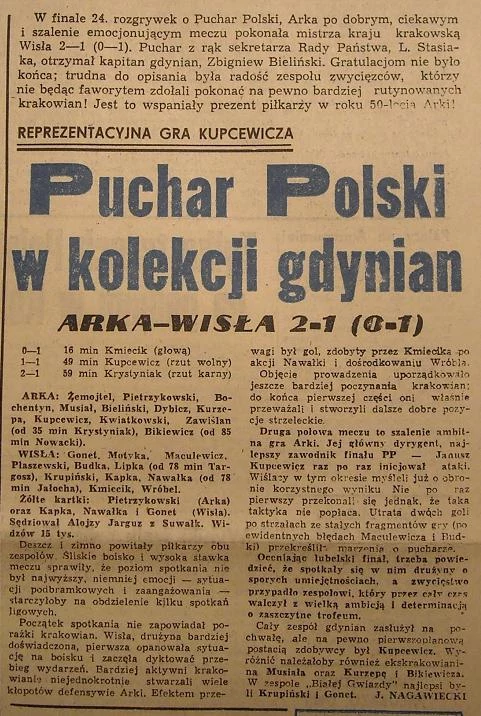 W finale 24. rozgrywek o Puchar Polski, Arka po dobrym, ciekawym
i szalenie emocjonującym meczu pokonała mistrza kraju krakowską
Wisłą 2—1 (0—1). Puchar z rąk sekretarza Rady Państwa, L. Stasia-
ka, otrzymał kapitan gdynian, Zbigniew Bieliński. Gratulacjom nie było
końca; trudna do opisania była radość zespołu zwycięzców, którzy
nie będąc faworytem zdołali pokonać na pewno bardziej rutynowanych
krakowian! Jest to wspaniały prezent piłkarzy w roku 50-lecia Arki!
REPREZENTACYJNA GRA KUPCEWICZA
Puchar Polski
w kolekcji gdynian
ARKA—WISŁA 2-1 (0-1)
0—1 16 min Kmiecik (głową)
1—1 49 min Kupcewicz (rzut wolny)
2—1 59 min Krystyniak (rzut karny)
ARKA: Żemojtel, Pietrzykowski, Bo-
chentyn, Musiał, Bieliński, Dybicz, Kurze-
pa, Kupcewicz, Kwiatkowski, Zawiślan
(od 35 min Krystyniak), Bikiewicz (od 85
min Nowacki).
WISŁA: Gonet, Motyka, Maculewicz,
Płaszewski, Budka, Lipka (od 78 min Tar-
gosz), Krupiński, Kapka, Nawałka (od 78
min Jałocha), Kmiecik, Wróbel.
Żółte kartki: Pietrzykowski (Arka)
oraz Kapka, Nawałka i Gonet (Wisła).
Sędziował Alojzy Jarguz z Suwałk. Wi-
dzów 15 tys.
Deszcz i zimno powitały piłkarzy obu
zespołów. Śliskie boisko i wysoka stawka
meczu sprawiły, że poziom spotkania nie
był najwyższy, niemniej emocji — sytua-
cji podbramkowych i zaangażowania —
starczyłoby na obdzielenie kilku spotkań
ligowych.
Początek spotkania nie zapowiadał po-
rażki krakowian. Wisła, drużyna bardziej
doświadczona, pierwsza opanowała sytua-
cję na boisku i zaczęła dyktować prze-
bieg wydarzeń. Bardziej aktywni krako-
wianie niejednokrotnie stwarzali wiele
kłopotów defensywie Arki. Efektem prze-
wagi był gol, zdobyty przez Kmiecika po
akcji Nawałki i dośrodkowaniu Wróbla.
Objęcie prowadzenia uporządkowało
jeszcze bardziej poczynania krakowian;
do końca pierwszej części oni właśnie
przeważali i stworzyli dalsze dobre pozy-
cje strzeleckie.
Druga połowa meczu to szalenie ambit-
na gra Arki. Jej główny dyrygent, naj-
lepszy zawodnik finału PP — Janusz
Kupcewicz raz po raz inicjował ataki.
Wiślacy w tym okresie myśleli już o obro-
nie korzystnego wyniku. Nie po raz
pierwszy przekonali się jednak, że taka
taktyka nie popłaca. Utrata dwóch goli
po strzałach ze stałych fragmentów gry (po
ewidentnych błędach Maculewicza i Bud-
ki) przekreśliła marzenia o pucharze.
Oceniając lubelski finał, trzeba powie-
dzieć, że spotkały się w nim drużyny o
sporych umiejętnościach, a zwycięstwo
przypadło zespołowi, który przez cały czas
walczył z wielką ambicją i determinacją
o zaszczytne trofeum.
Cały zespół gdynian zasłużył na po-
chwałę, ale na pewno pierwszoplanową
postacią zdobywcy był Kupcewicz. Wy-
różnić należałoby również ekskrakowiani-
na Musiała oraz Kurzepę i Bikiewicza.
W zespole „Białej Gwiazdy” najlepsi by-
li Krupiński i Gonet. J. NAGAWIECKI